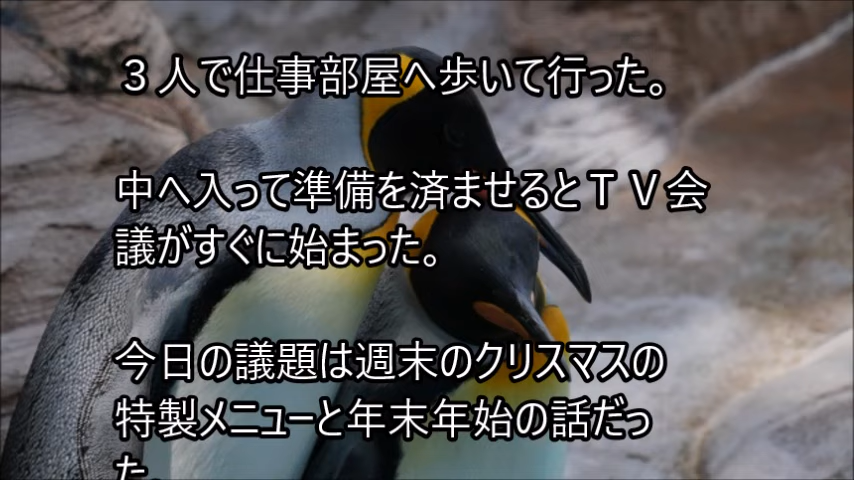 ３人で仕事部屋へ歩いて行った。
中へ入って準備を済ませるとＴＶ会
議がすぐに始まった。
今日の議題は週末のクリスマスの
特製メニューと年末年始の話だっ
た。